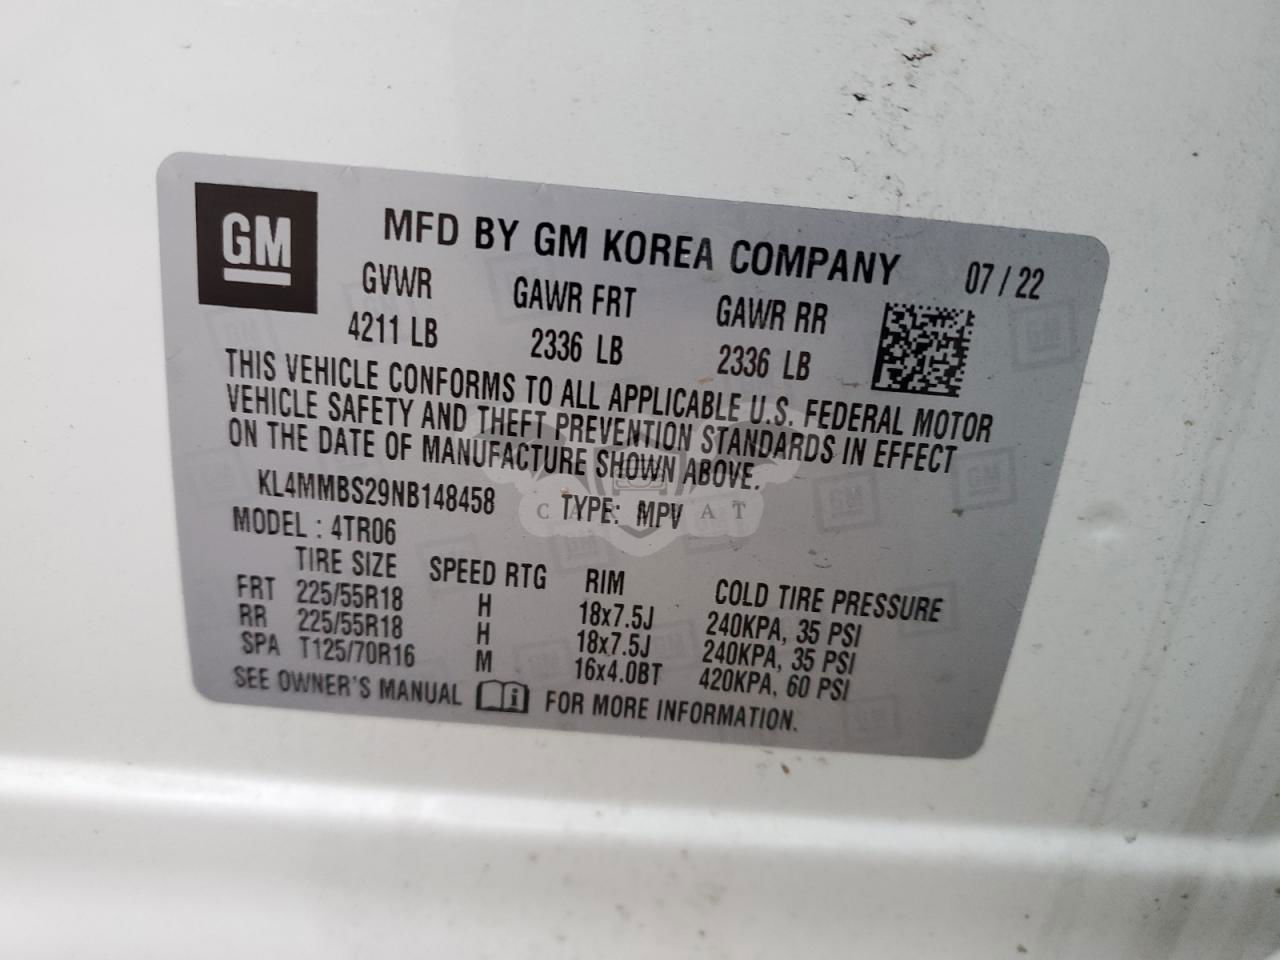 GM
MFD BY GM KOREA COMPANY 07 / 22
GVWR GAWR FRT GAWR RR
4211 LB 2336 LB 2336 LB
THIS VEHICLE CONFORMS TO ALL APPLICABLE U.S. FEDERAL MOTOR
VEHICLE SAFETY AND THEFT PREVENTION STANDARDS IN EFFECT
ON THE DATE OF MANUFACTURE SHOWN ABOVE.
KL4MMBS29NB148458 TYPE: MPV
MODEL : 4TR06
TIRE SIZE SPEED RTG RIM COLD TIRE PRESSURE
FRT 225/55R18 H 18x7.5J 240KPA, 35 PSI
RR 225/55R18 H 18x7.5J 240KPA, 35 PSI
SPA T125/70R16 M 16x4.0BT 420KPA, 60 PSI
SEE OWNER'S MANUAL i FOR MORE INFORMATION.